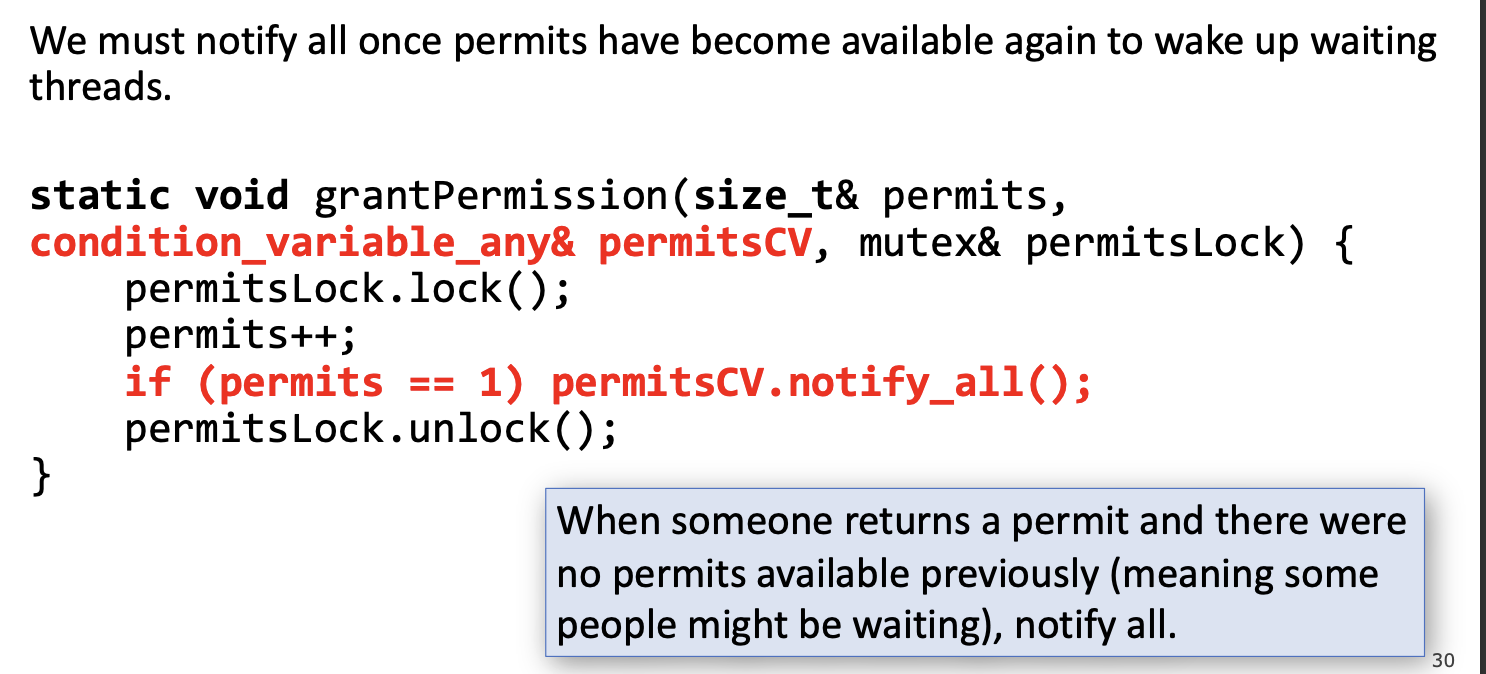 We must notify all once permits have become available again to wake up waiting
threads.
static void grantPermission(size_t& permits,
condition_variable_any& permitsCV, mutex& permitsLock) {
    permitsLock.lock();
    permits++;
    if (permits == 1) permitsCV.notify_all();
    permitsLock.unlock();
}
When someone returns a permit and there were
no permits available previously (meaning some
people might be waiting), notify all.
30